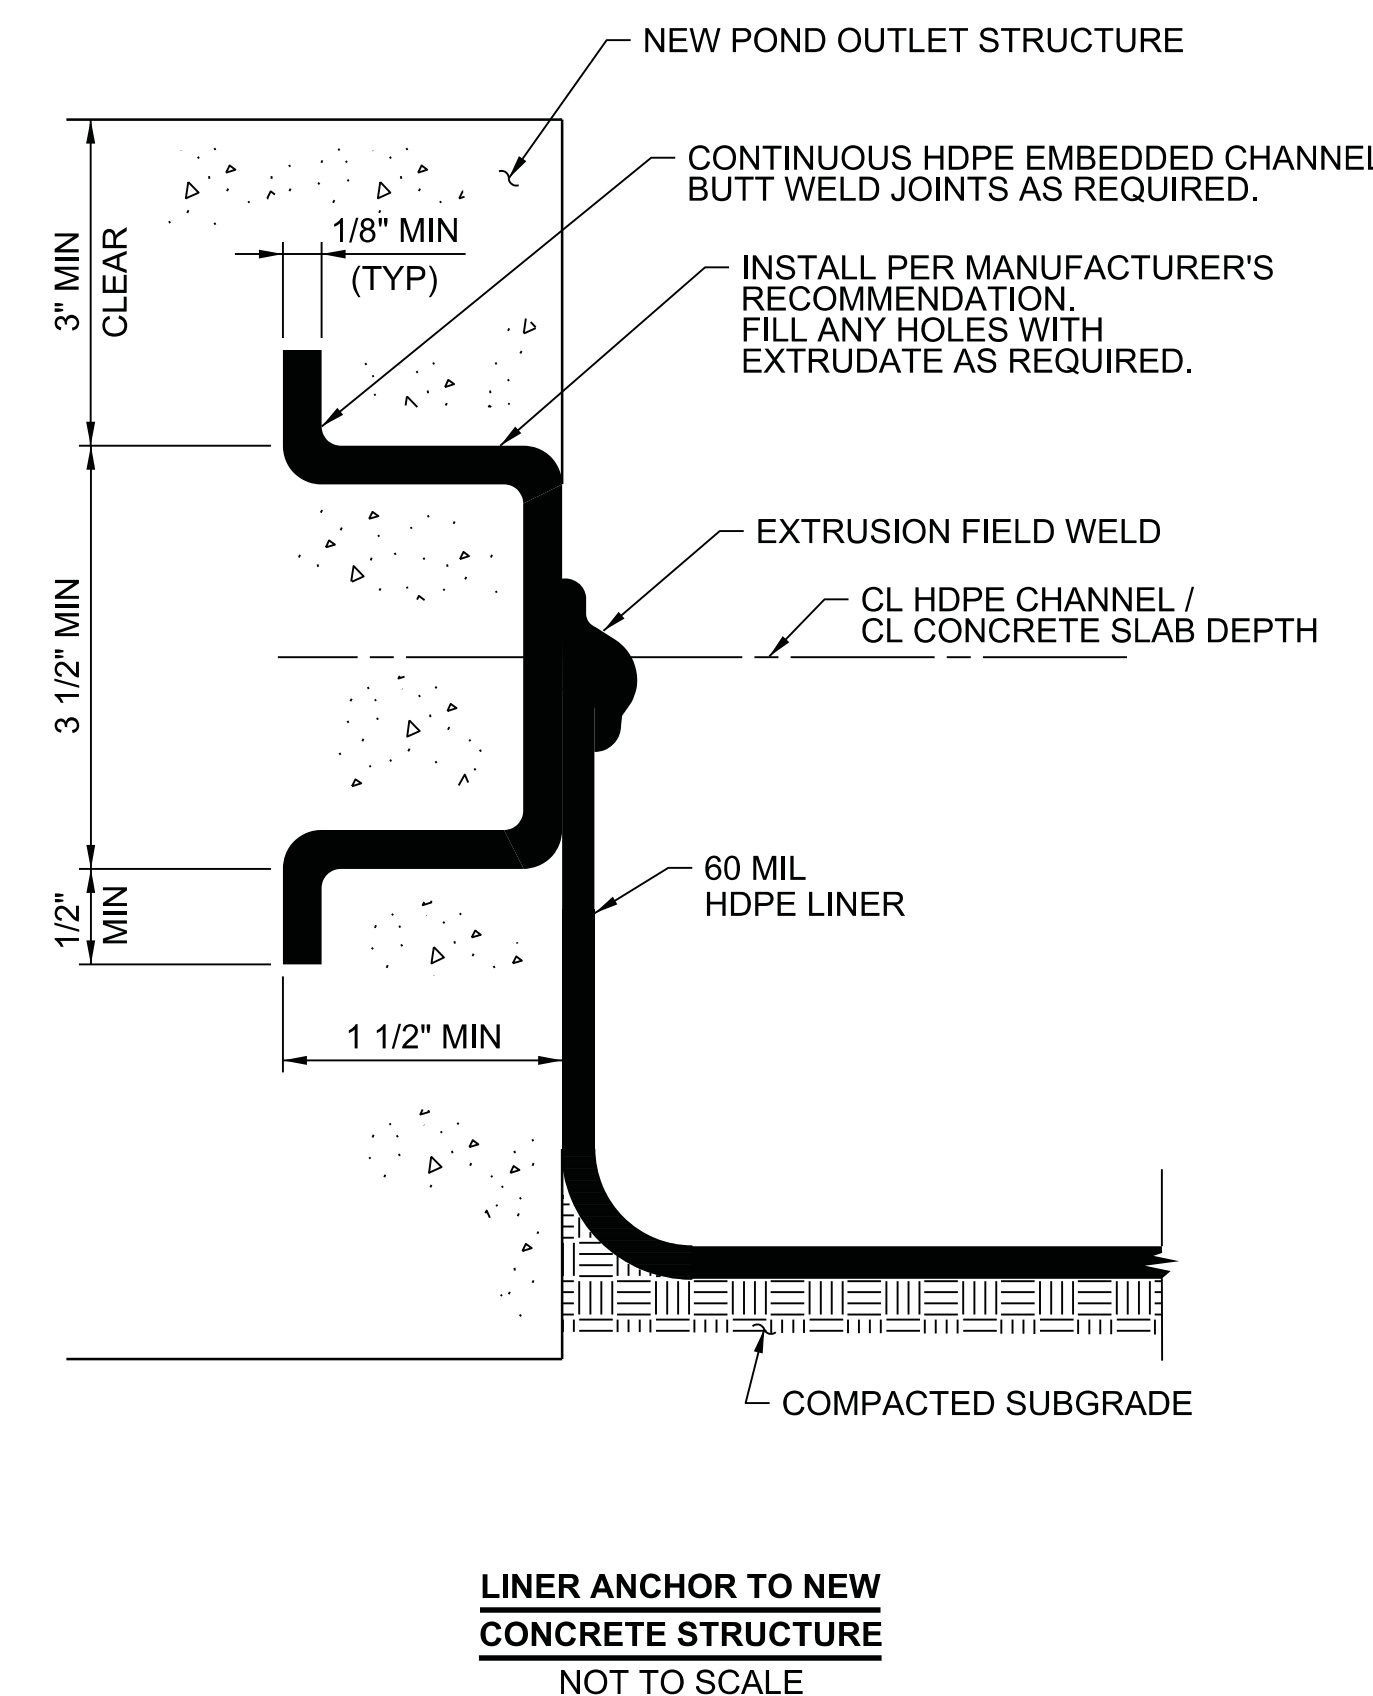 NEW POND OUTLET STRUCTURE
CONTINUOUS HDPE EMBEDDED CHANNEL
BUTT WELD JOINTS AS REQUIRED.
1/8" MIN
(TYP)
3" MIN
CLEAR
INSTALL PER MANUFACTURER'S
RECOMMENDATION.
FILL ANY HOLES WITH
EXTRUDATE AS REQUIRED.
EXTRUSION FIELD WELD
CL HDPE CHANNEL /
CL CONCRETE SLAB DEPTH
3 1/2" MIN
60 MIL
HDPE LINER
1/2"
MIN
1 1/2" MIN
COMPACTED SUBGRADE
LINER ANCHOR TO NEW
CONCRETE STRUCTURE
NOT TO SCALE